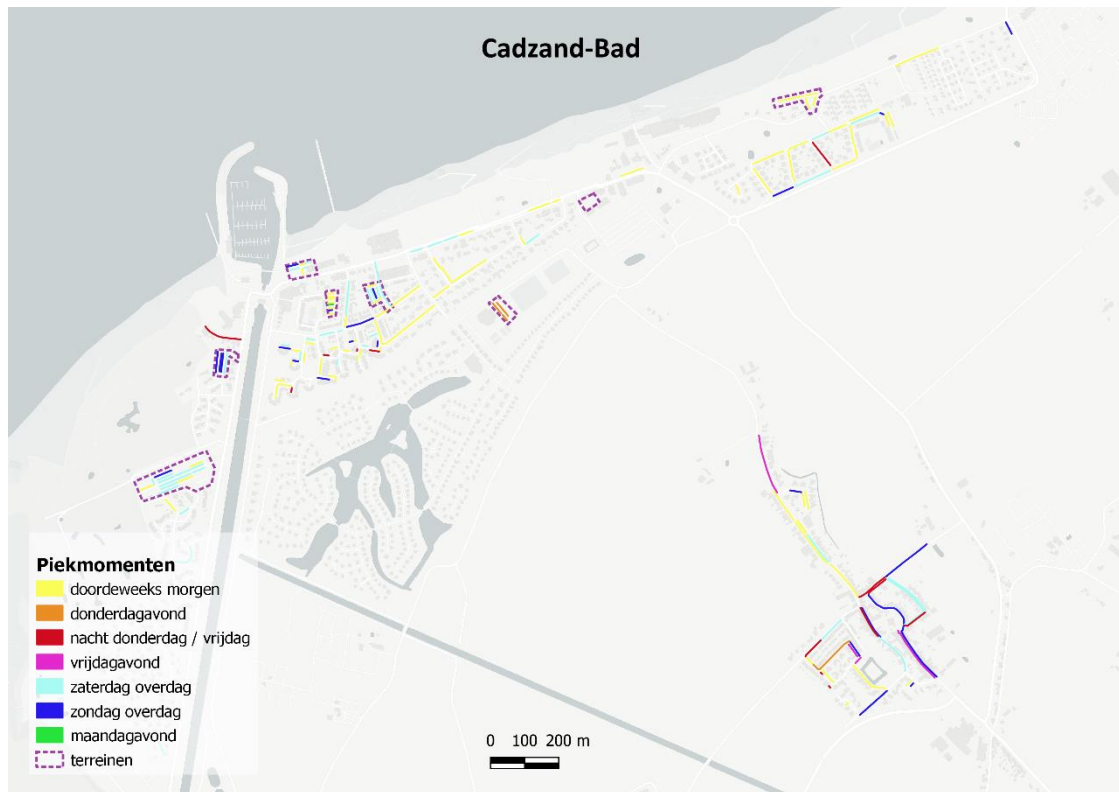 Cadzand-Bad
Piekmomenten
doordeweeks morgen
donderdagavond
nacht donderdag / vrijdag
vrijdagavond
zaterdag overdag
zondag overdag
maandagavond
terreinen
0 100 200 m